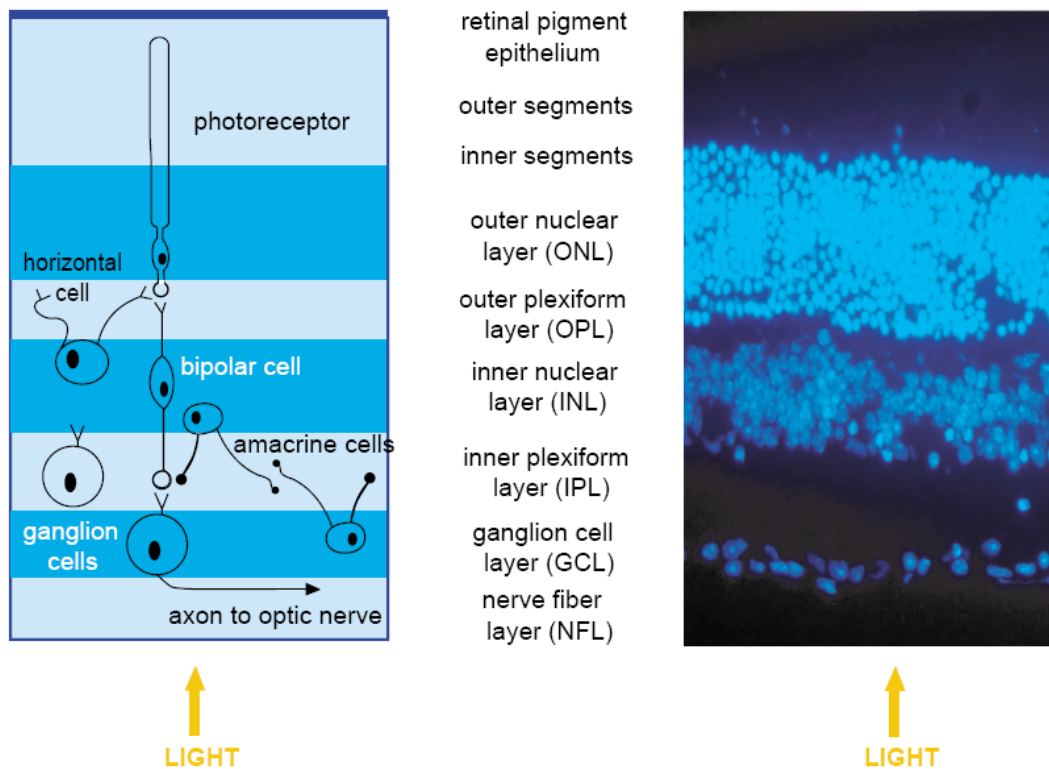 photoreceptor
horizontal
cell
bipolar cell
amacrine cells
ganglion
cells
axon to optic nerve
LIGHT
retinal pigment
epithelium
outer segments
inner segments
outer nuclear
layer (ONL)
outer plexiform
layer (OPL)
inner nuclear
layer (INL)
inner plexiform
layer (IPL)
ganglion cell
layer (GCL)
nerve fiber
layer (NFL)
LIGHT